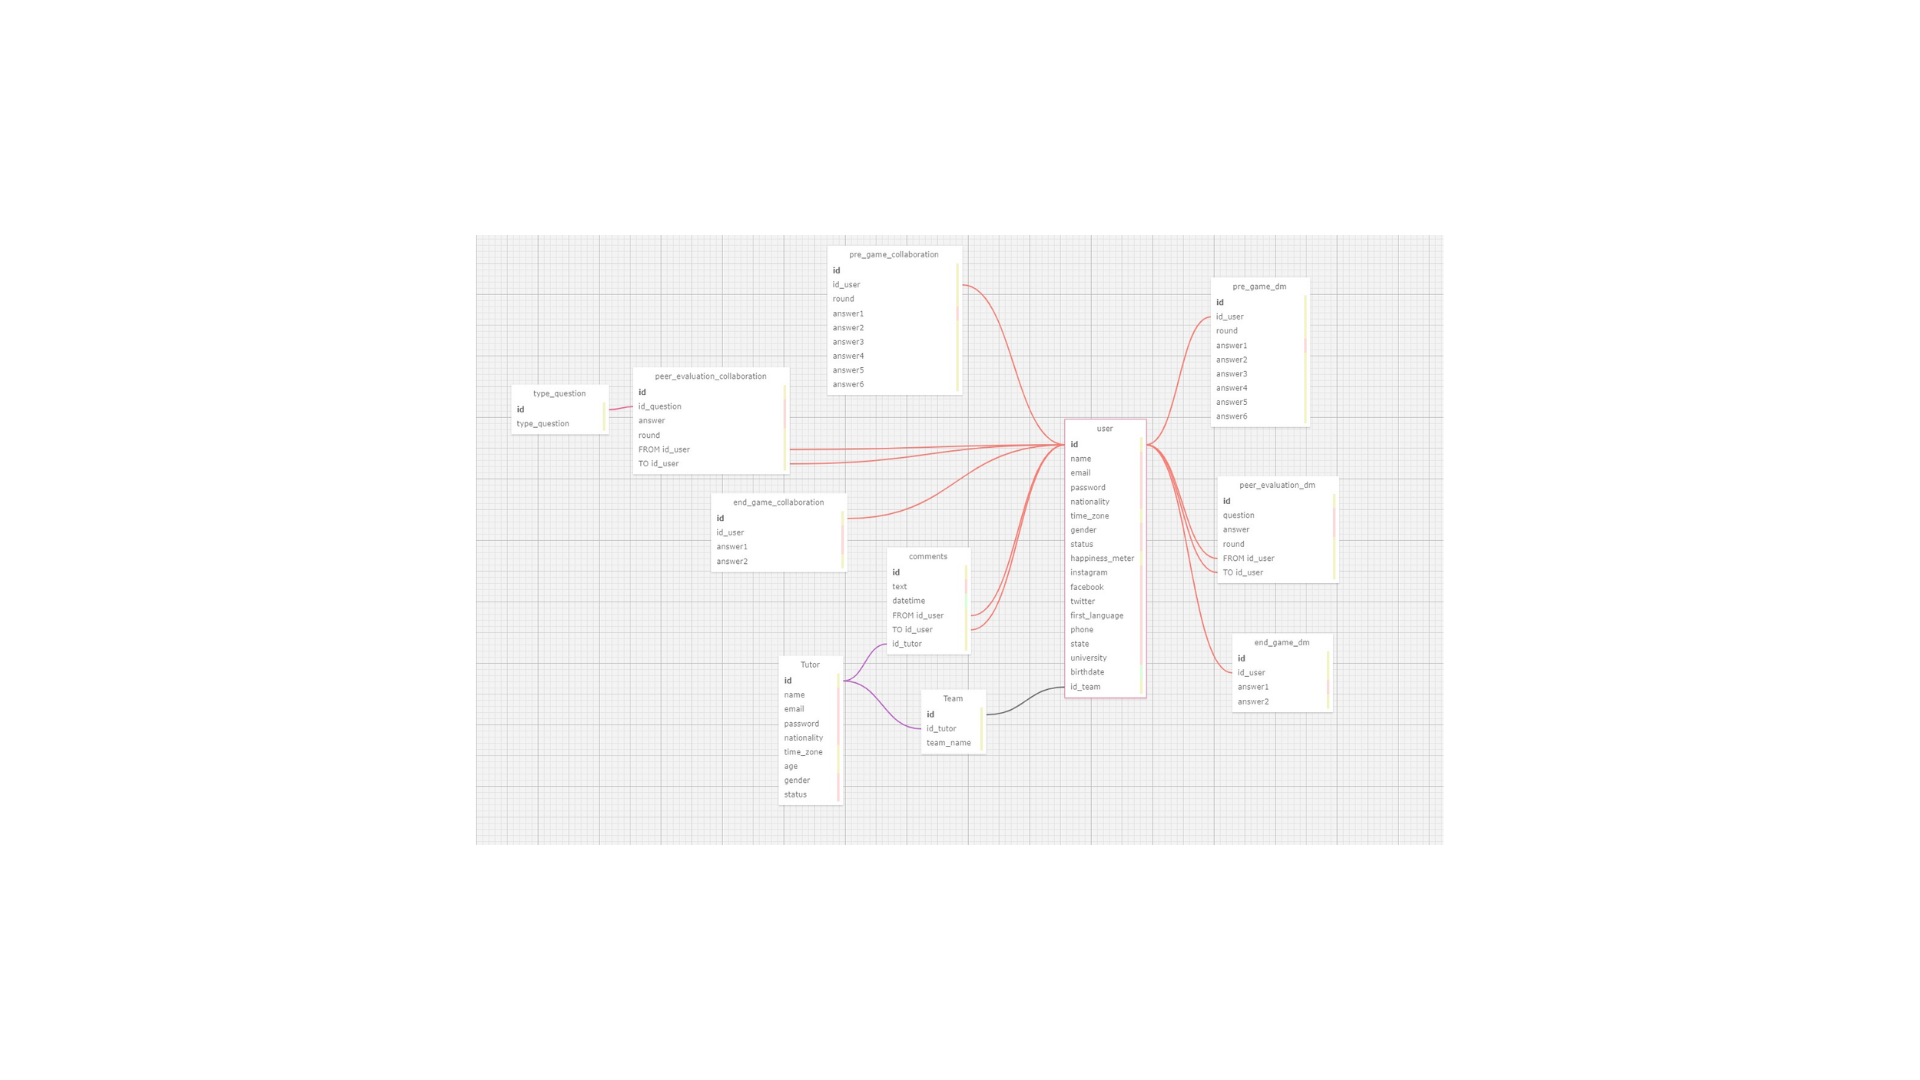 pre_game_collaboration
id
id_user
round
answer1
answer2
answer3
answer4
answer5
answer6
pre_game_dm
id
id_user
round
answer1
answer2
answer3
answer4
answer5
answer6
type_question
id
type_question
peer_evaluation_collaboration
id
id_question
answer
round
FROM id_user
TO id_user
user
id
name
email
password
nationality
time_zone
gender
status
happiness_meter
instagram
facebook
twitter
first_language
phone
state
university
birthdate
id_team
peer_evaluation_dm
id
question
answer
round
FROM id_user
TO id_user
end_game_collaboration
id
id_user
answer1
answer2
comments
id
text
datetime
FROM id_user
TO id_user
id_tutor
end_game_dm
id
id_user
answer1
answer2
Tutor
id
name
email
password
nationality
time_zone
age
gender
status
Team
id
id_tutor
team_name